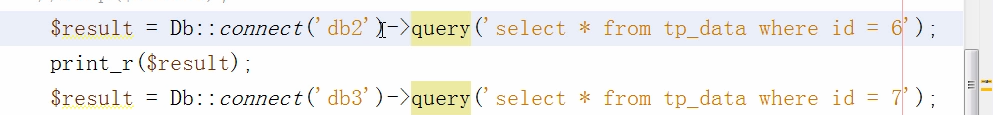 $result = Db::connect('db2')->query('select * from tp_data where id = 6');
print_r($result);
$result = Db::connect('db3')->query('select * from tp_data where id = 7');